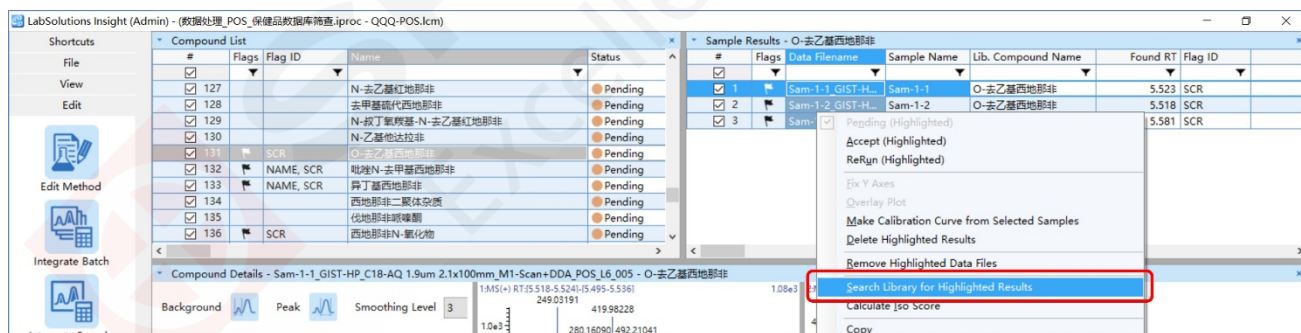 LabSolutions Insight (Admin) - (数据处理_POS_保健品数据库筛查.iproc - QQQ-POS.lcm)
Shortcuts
File
View
Edit
Edit Method
Integrate Batch
Compound List
# Flags Flag ID Name Status
127 N-去乙基红地那非 Pending
128 去甲基硫代西地那非 Pending
129 N-叔丁氧羰基-N-去乙基红地那非 Pending
130 N-乙基他达拉非 Pending
131 SCR O-去乙基西地那非 Pending
132 NAME, SCR 吡唑N-去甲基西地那非 Pending
133 NAME, SCR 异丁基西地那非 Pending
134 西地那非二聚体杂质 Pending
135 伐地那非哌嗪酮 Pending
136 SCR 西地那非N-氧化物 Pending
Sample Results - O-去乙基西地那非
# Flags Data Filename Sample Name Lib. Compound Name Found RT Flag ID
1 Sam-1-1_GIST-H... Sam-1-1 O-去乙基西地那非 5.523 SCR
2 Sam-1-2_GIST-H... Sam-1-2 O-去乙基西地那非 5.518 SCR
3 Sam- 5.581 SCR
Pending (Highlighted)
Accept (Highlighted)
ReRun (Highlighted)
Fix Y Axes
Overlay Plot
Make Calibration Curve from Selected Samples
Delete Highlighted Results
Remove Highlighted Data Files
Search Library for Highlighted Results
Calculate Iso Score
Copy
Compound Details - Sam-1-1_GIST-HP_C18-AQ 1.9um 2.1x100mm_M1-Scan+DDA_POS_L6_005 - O-去乙基西地那非
Background Peak Smoothing Level 3
1:MS(+) RT:[5.518-5.524]-[5.495-5.536] 1.08e3
249.03191
419.98228
1.0e3
280.16090 492.21041